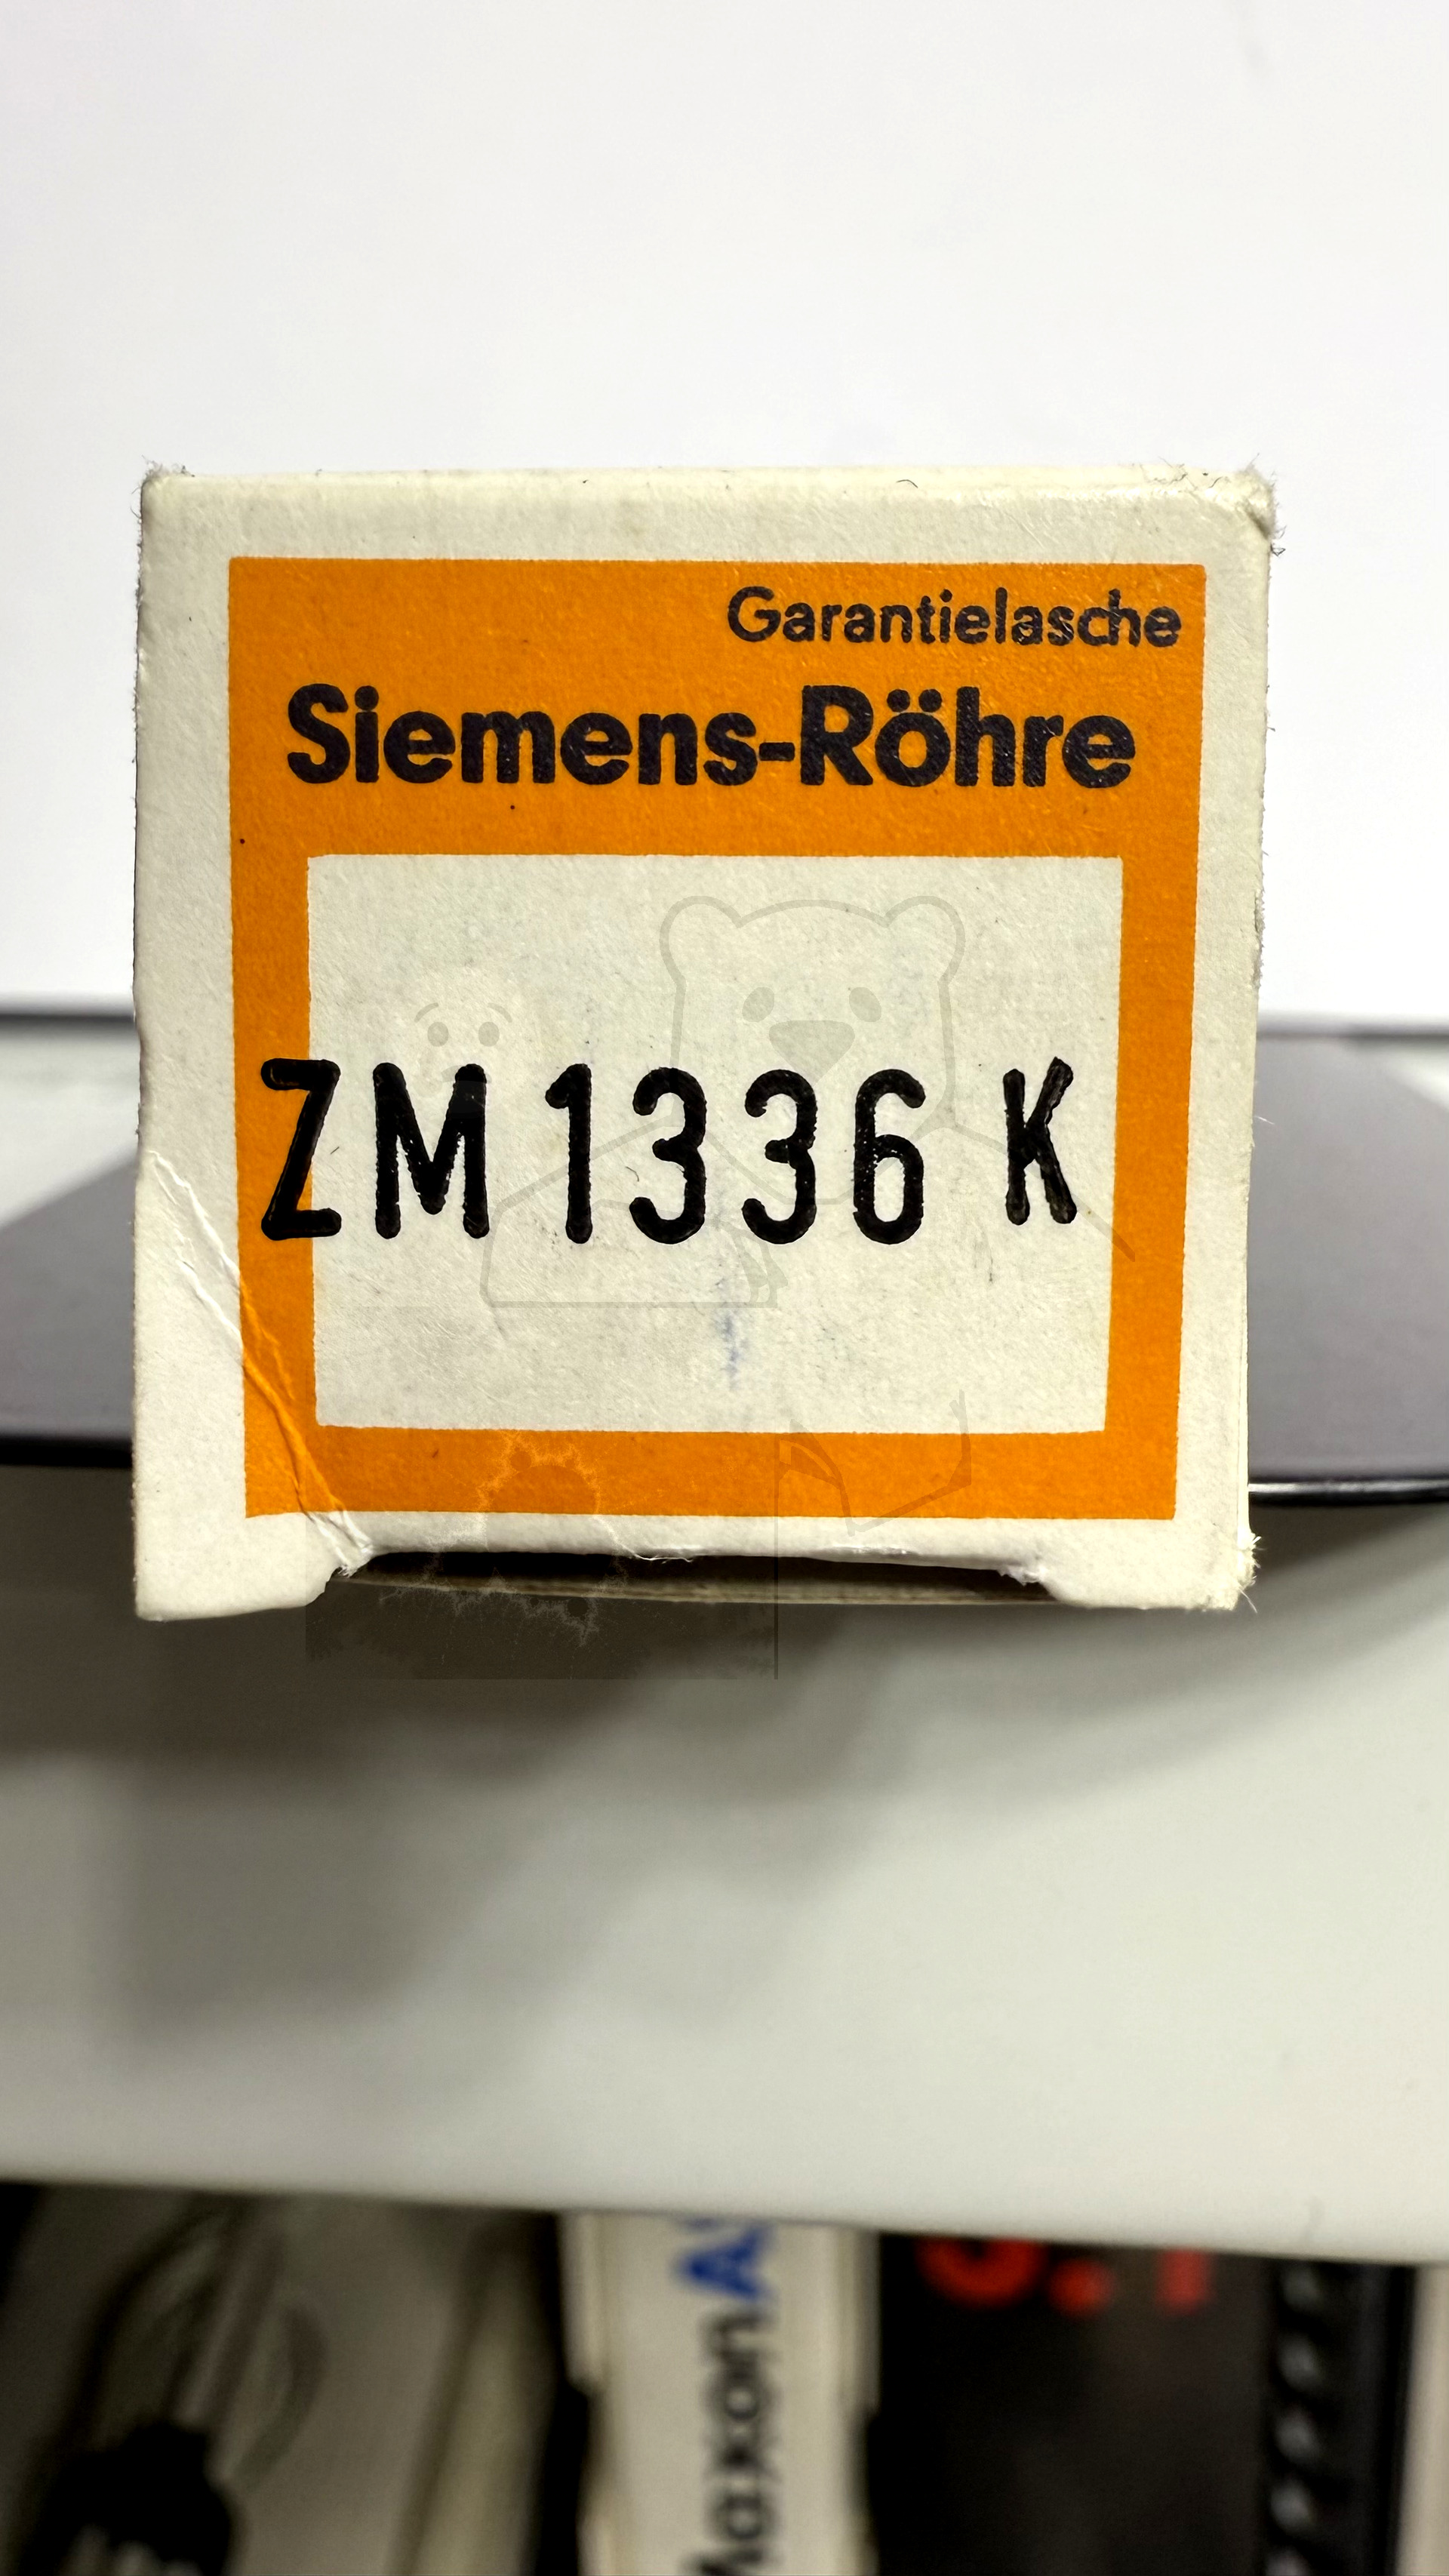 Garantielasche
Siemens-Röhre
ZM 1336 K